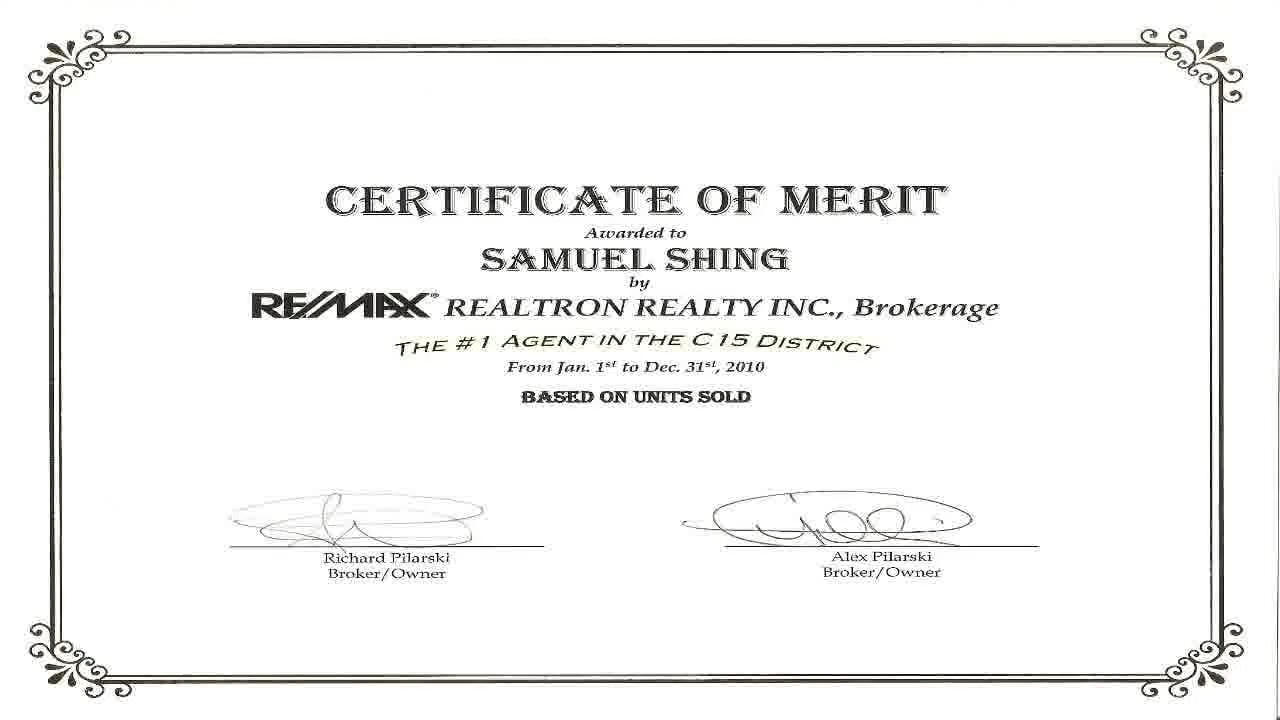 CERTIFICATE OF MERIT
Awarded to
SAMUEL SHING
by
RE/MAX® REALTRON REALTY INC., Brokerage
THE #1 AGENT IN THE C15 DISTRICT
From Jan. 1st to Dec. 31st, 2010
BASED ON UNITS SOLD
Richard Pilarski
Broker/Owner
Alex Pilarski
Broker/Owner